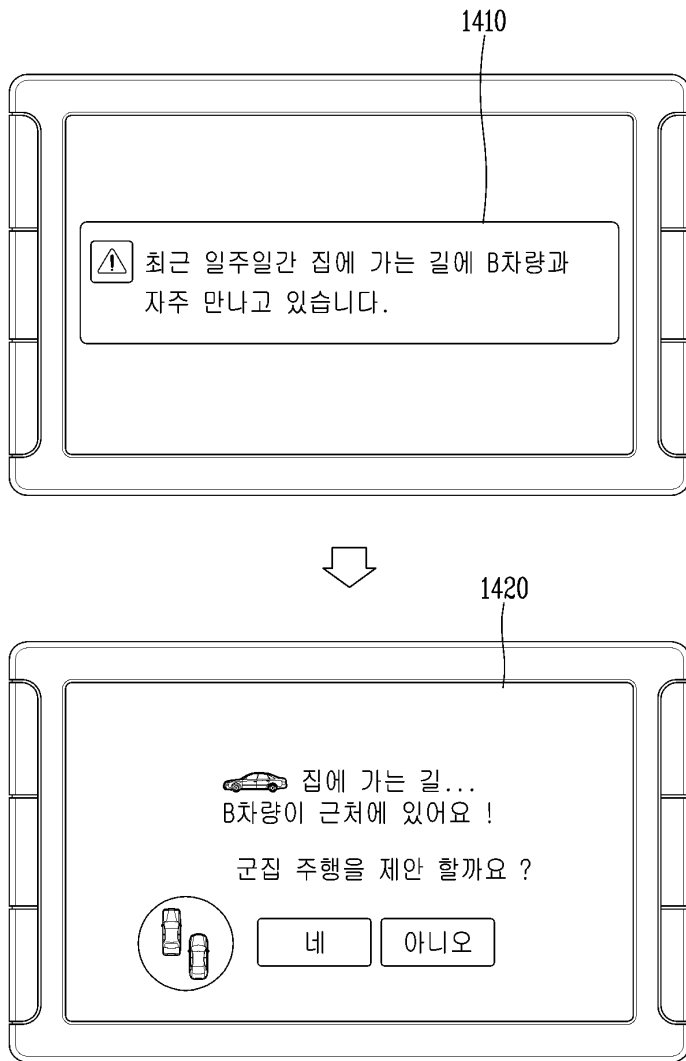 1410
최근 일주일간 집에 가는 길에 B차량과
자주 만나고 있습니다.
1420
집에 가는 길...
B차량이 근처에 있어요 !
군집 주행을 제안 할까요 ?
네
아니오